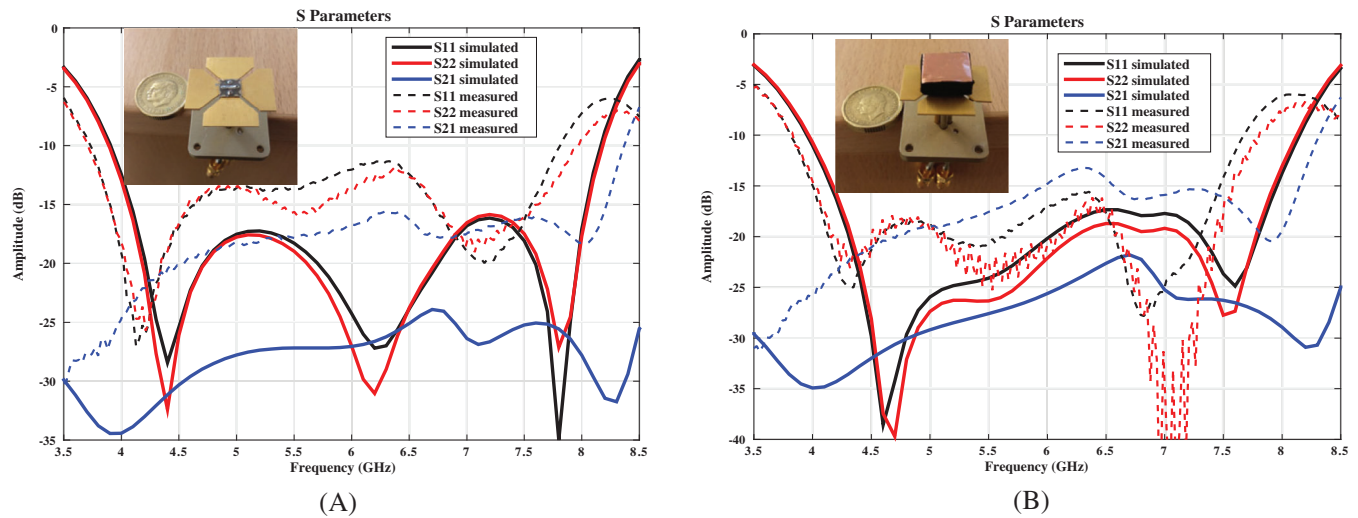 S Parameters
0
-5
-10
-15
-20
-25
-30
-35
Amplitude (dB)
3.5 4 4.5 5 5.5 6 6.5 7 7.5 8 8.5
Frequency (GHz)
S11 simulated
S22 simulated
S21 simulated
S11 measured
S22 measured
S21 measured
(A)
S Parameters
0
-5
-10
-15
-20
-25
-30
-35
-40
Amplitude (dB)
3.5 4 4.5 5 5.5 6 6.5 7 7.5 8 8.5
Frequency (GHz)
S11 simulated
S22 simulated
S21 simulated
S11 measured
S22 measured
S21 measured
(B)